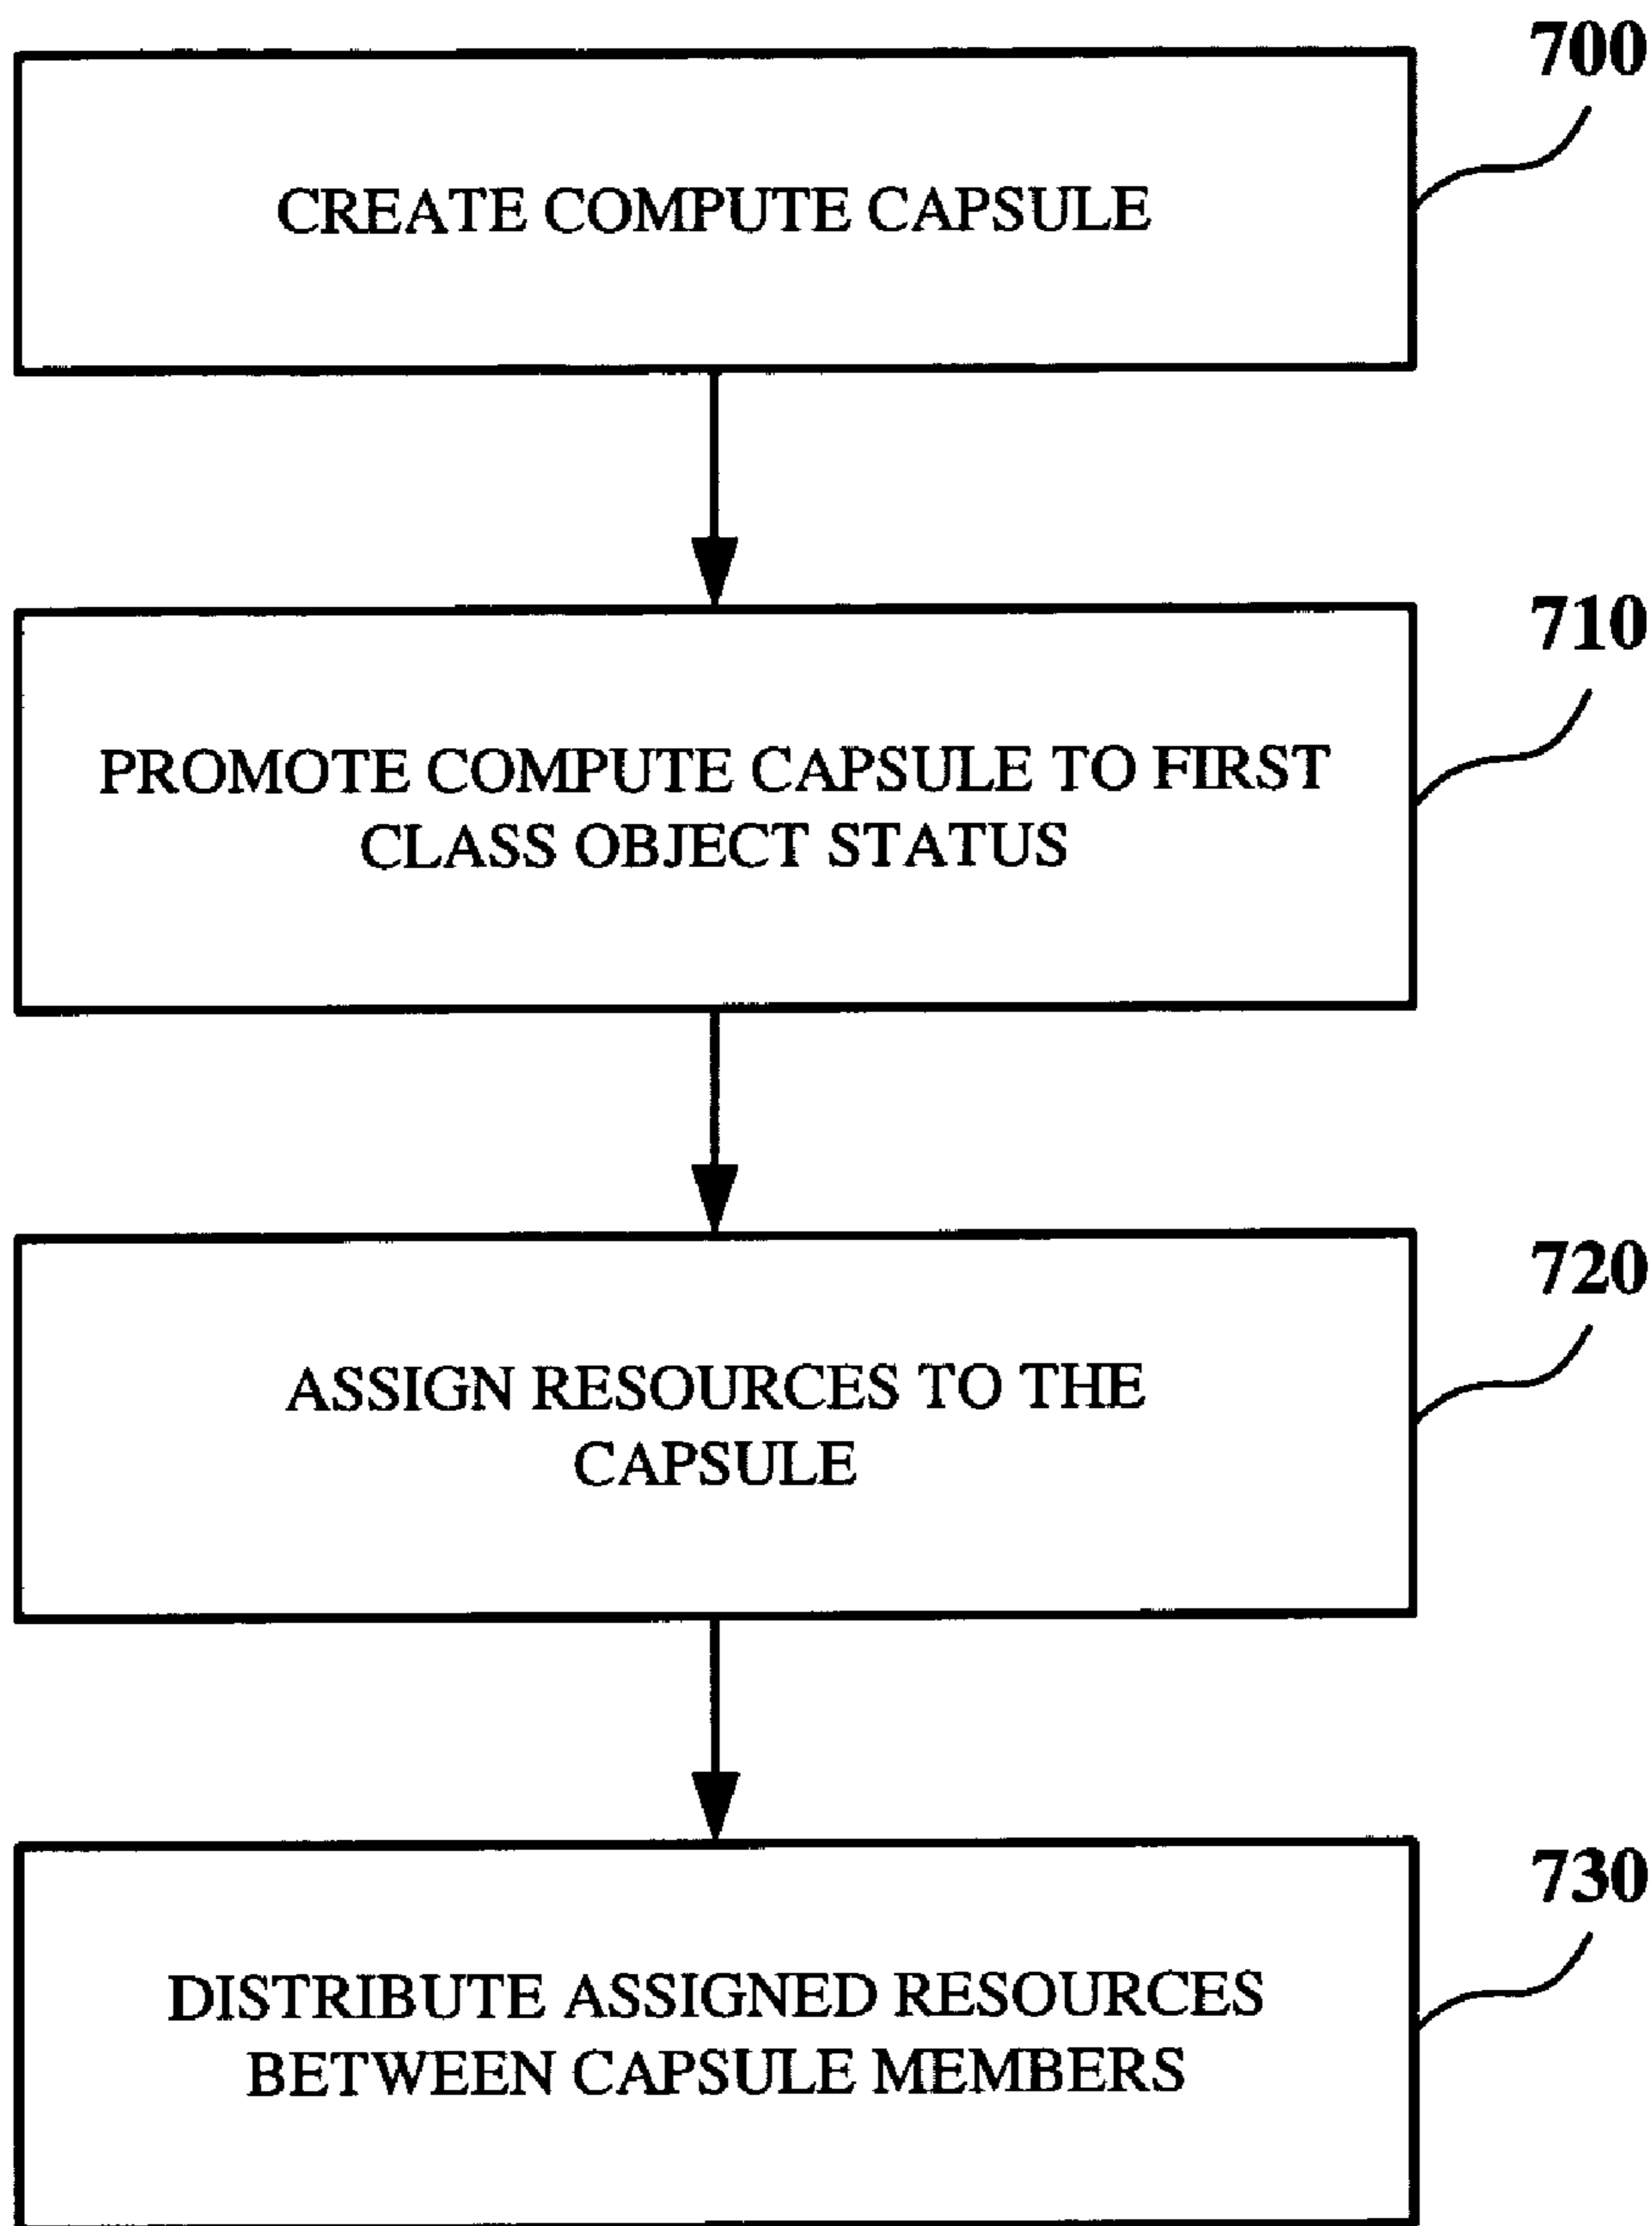 700
CREATE COMPUTE CAPSULE
710
PROMOTE COMPUTE CAPSULE TO FIRST
CLASS OBJECT STATUS
720
ASSIGN RESOURCES TO THE
CAPSULE
730
DISTRIBUTE ASSIGNED RESOURCES
BETWEEN CAPSULE MEMBERS